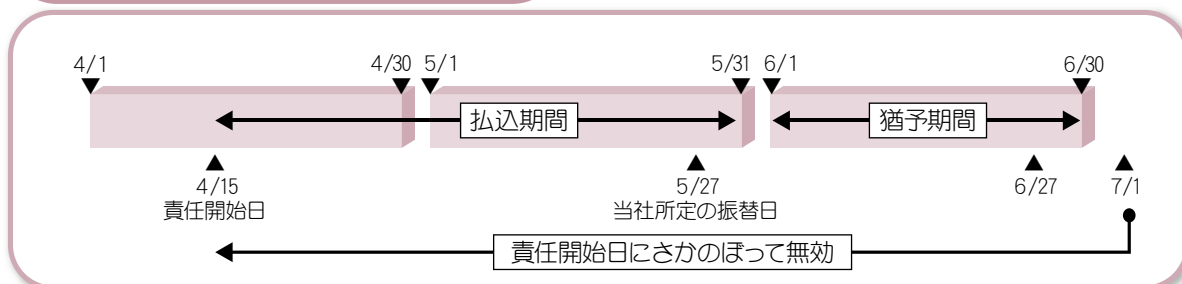 4/1 4/30 5/1 5/31 6/1 6/30
払込期間 猶予期間
4/15 5/27 6/27 7/1
責任開始日 当社所定の振替日
責任開始日にさかのぼって無効